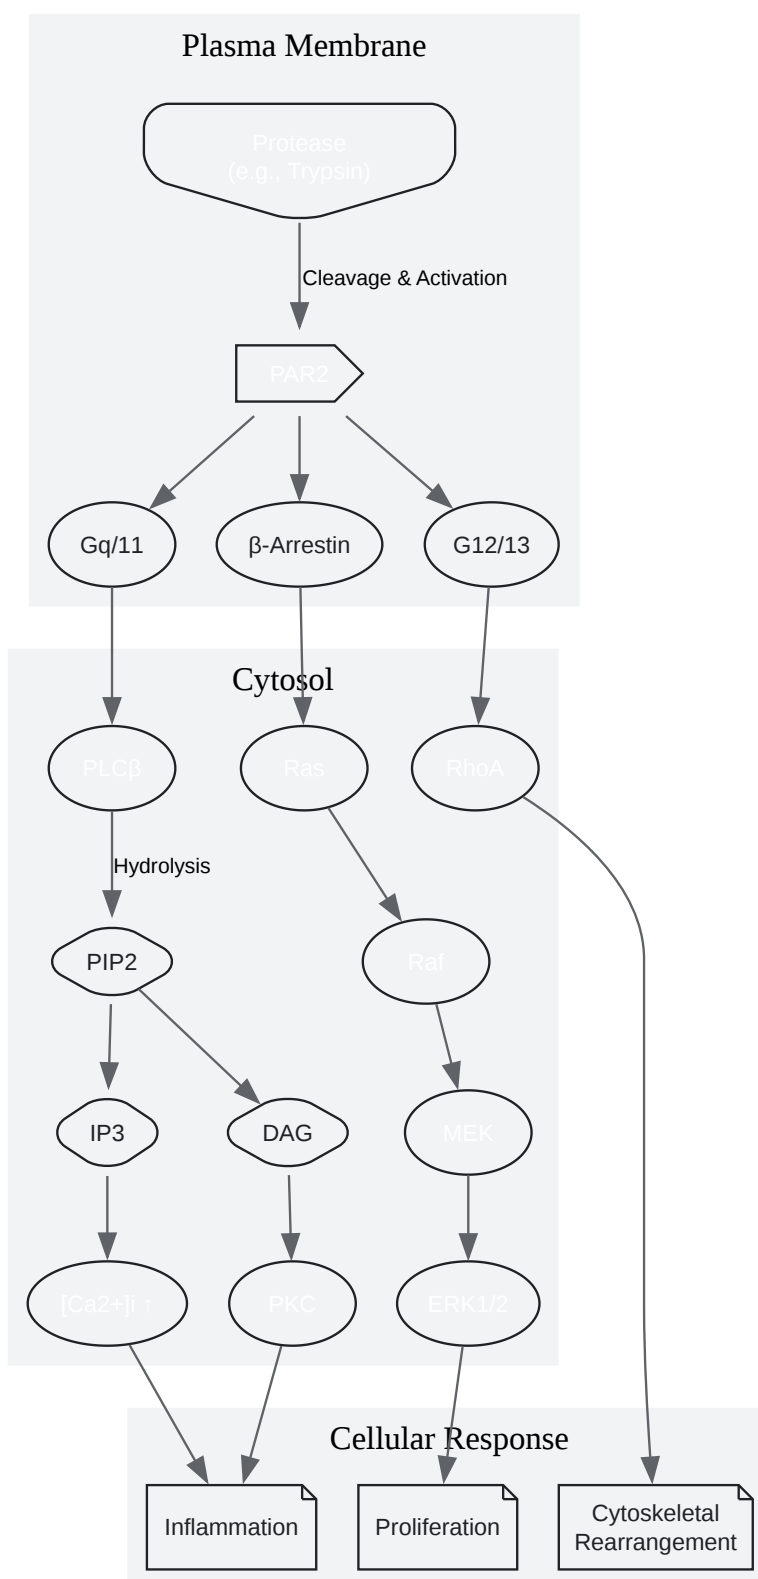 Plasma Membrane
Protease
(e.g., Trypsin)
Cleavage & Activation
PAR2
Gq/11
β-Arrestin
G12/13
Cytosol
PLCβ
Ras
RhoA
Hydrolysis
PIP2
Raf
IP3
DAG
MEK
[Ca2+]i ↑
PKC
ERK1/2
Cellular Response
Inflammation
Proliferation
Cytoskeletal
Rearrangement